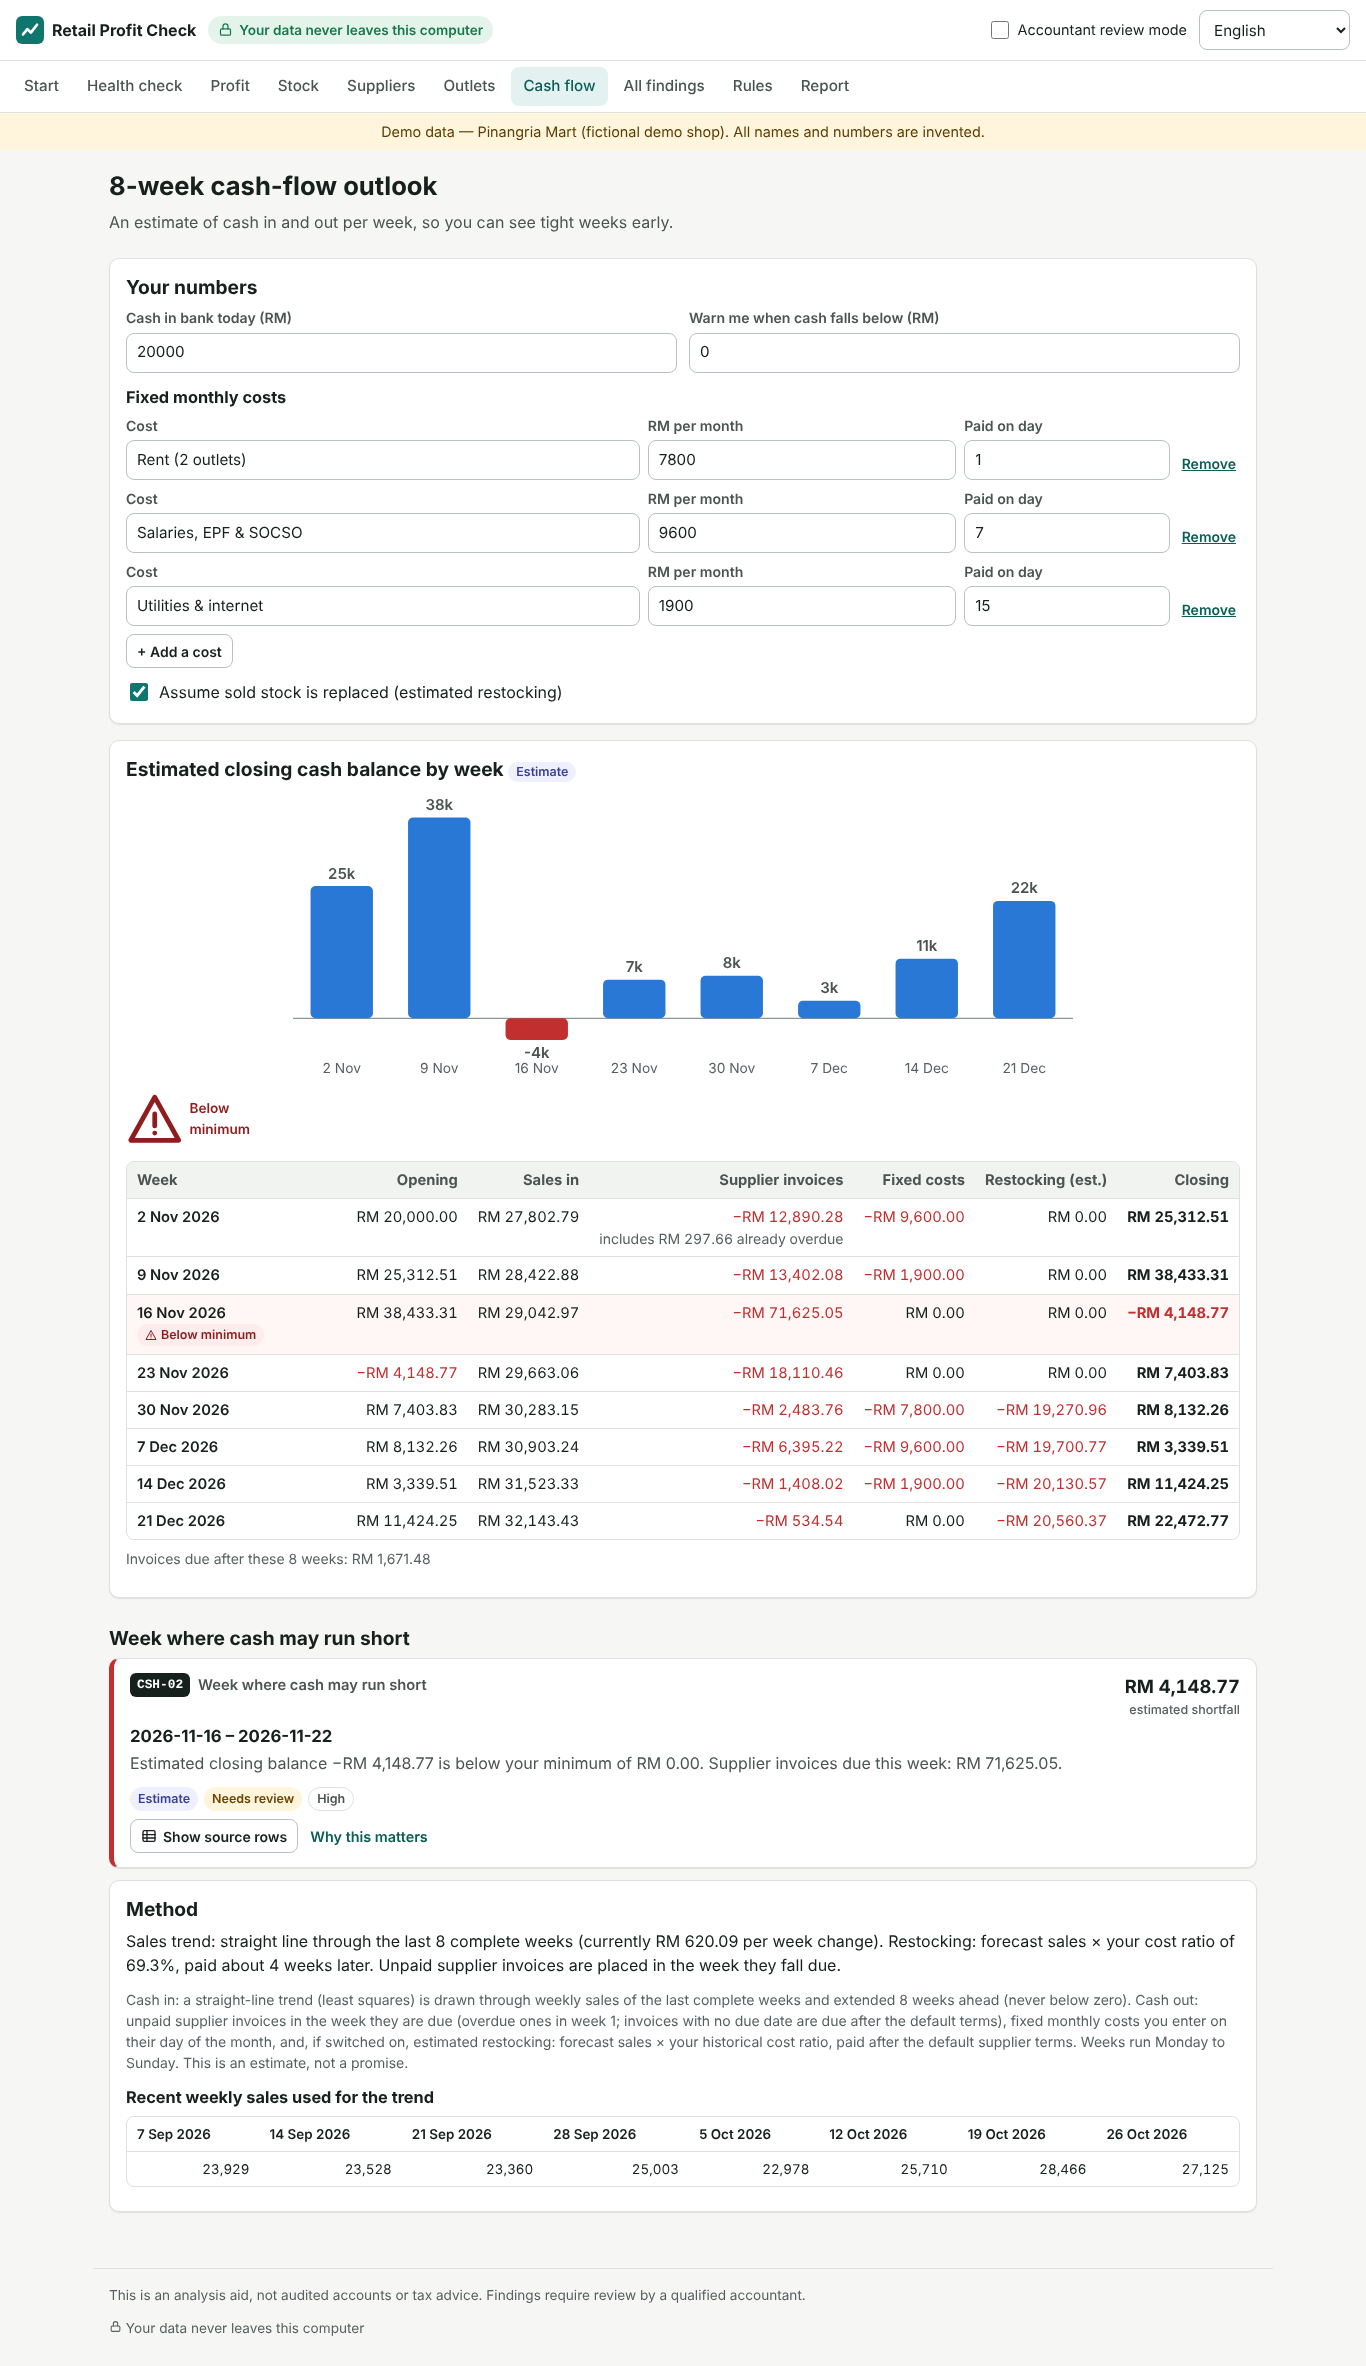 Retail Profit Check
Your data never leaves this computer
Accountant review mode
English
Start Health check Profit Stock Suppliers Outlets Cash flow All findings Rules Report
Demo data — Pinangria Mart (fictional demo shop). All names and numbers are invented.
8-week cash-flow outlook
An estimate of cash in and out per week, so you can see tight weeks early.
Your numbers
Cash in bank today (RM) Warn me when cash falls below (RM)
20000 0
Fixed monthly costs
Cost RM per month Paid on day
Rent (2 outlets) 7800 1 Remove
Cost RM per month Paid on day
Salaries, EPF & SOCSO 9600 7 Remove
Cost RM per month Paid on day
Utilities & internet 1900 15 Remove
+ Add a cost
Assume sold stock is replaced (estimated restocking)
Estimated closing cash balance by week Estimate
25k 38k -4k 7k 8k 3k 11k 22k
2 Nov 9 Nov 16 Nov 23 Nov 30 Nov 7 Dec 14 Dec 21 Dec
Below
minimum
Week Opening Sales in Supplier invoices Fixed costs Restocking (est.) Closing
2 Nov 2026 RM 20,000.00 RM 27,802.79 −RM 12,890.28 −RM 9,600.00 RM 0.00 RM 25,312.51
includes RM 297.66 already overdue
9 Nov 2026 RM 25,312.51 RM 28,422.88 −RM 13,402.08 −RM 1,900.00 RM 0.00 RM 38,433.31
16 Nov 2026 RM 38,433.31 RM 29,042.97 −RM 71,625.05 RM 0.00 RM 0.00 −RM 4,148.77
Below minimum
23 Nov 2026 −RM 4,148.77 RM 29,663.06 −RM 18,110.46 RM 0.00 RM 0.00 RM 7,403.83
30 Nov 2026 RM 7,403.83 RM 30,283.15 −RM 2,483.76 −RM 7,800.00 −RM 19,270.96 RM 8,132.26
7 Dec 2026 RM 8,132.26 RM 30,903.24 −RM 6,395.22 −RM 9,600.00 −RM 19,700.77 RM 3,339.51
14 Dec 2026 RM 3,339.51 RM 31,523.33 −RM 1,408.02 −RM 1,900.00 −RM 20,130.57 RM 11,424.25
21 Dec 2026 RM 11,424.25 RM 32,143.43 −RM 534.54 RM 0.00 −RM 20,560.37 RM 22,472.77
Invoices due after these 8 weeks: RM 1,671.48
Week where cash may run short
CSH-02 Week where cash may run short RM 4,148.77
estimated shortfall
2026-11-16 – 2026-11-22
Estimated closing balance −RM 4,148.77 is below your minimum of RM 0.00. Supplier invoices due this week: RM 71,625.05.
Estimate Needs review High
Show source rows Why this matters
Method
Sales trend: straight line through the last 8 complete weeks (currently RM 620.09 per week change). Restocking: forecast sales × your cost ratio of
69.3%, paid about 4 weeks later. Unpaid supplier invoices are placed in the week they fall due.
Cash in: a straight-line trend (least squares) is drawn through weekly sales of the last complete weeks and extended 8 weeks ahead (never below zero). Cash out:
unpaid supplier invoices in the week they are due (overdue ones in week 1; invoices with no due date are due after the default terms), fixed monthly costs you enter on
their day of the month, and, if switched on, estimated restocking: forecast sales × your historical cost ratio, paid after the default supplier terms. Weeks run Monday to
Sunday. This is an estimate, not a promise.
Recent weekly sales used for the trend
7 Sep 2026 14 Sep 2026 21 Sep 2026 28 Sep 2026 5 Oct 2026 12 Oct 2026 19 Oct 2026 26 Oct 2026
23,929 23,528 23,360 25,003 22,978 25,710 28,466 27,125
This is an analysis aid, not audited accounts or tax advice. Findings require review by a qualified accountant.
Your data never leaves this computer